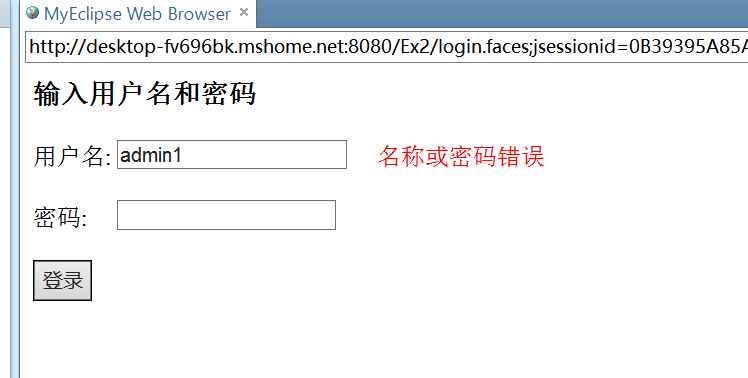 MyEclipse Web Browser
http://desktop-fv696bk.mshome.net:8080/Ex2/login.faces;jsessionid=0B39395A85A
输入用户名和密码
用户名: admin1 名称或密码错误
密码:
登录